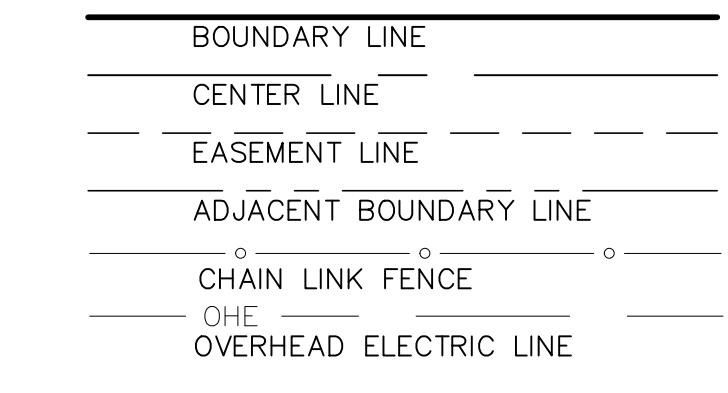 BOUNDARY LINE
CENTER LINE
EASEMENT LINE
ADJACENT BOUNDARY LINE
CHAIN LINK FENCE
OHE
OVERHEAD ELECTRIC LINE